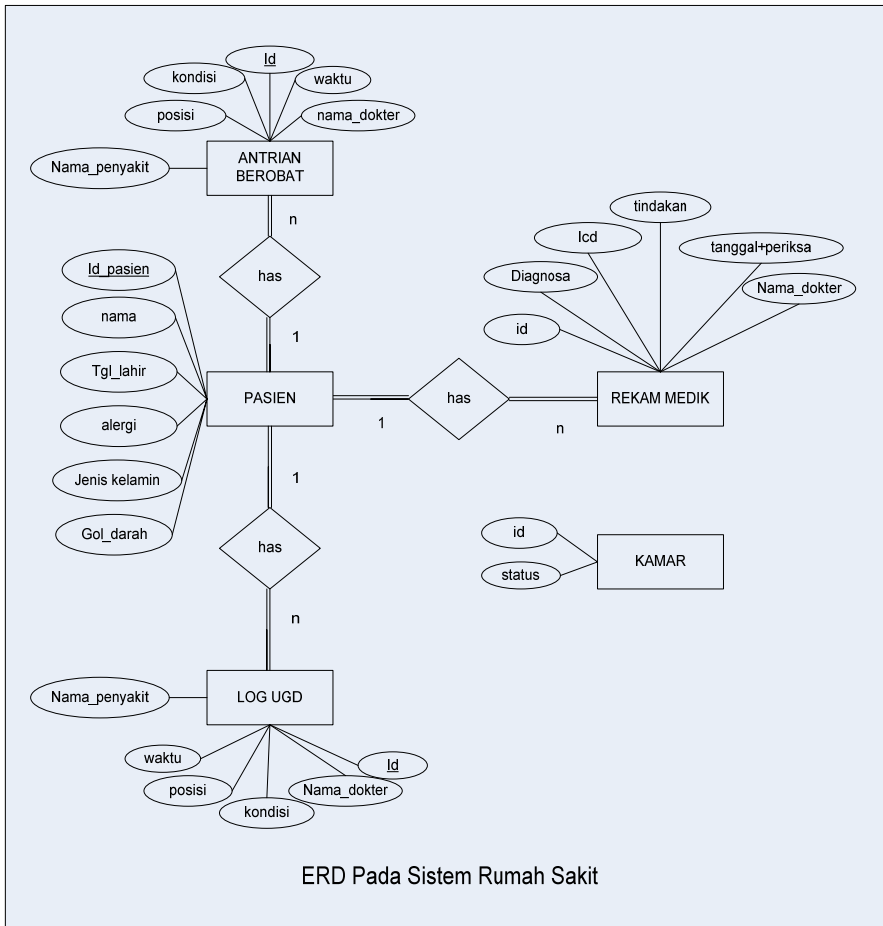 Id
kondisi
waktu
posisi
nama_dokter
Nama_penyakit
ANTRIAN
BEROBAT
n
has
1
Id_pasien
nama
Tgl_lahir
alergi
Jenis kelamin
Gol_darah
PASIEN
1
has
n
tindakan
Icd
tanggal+periksa
Diagnosa
Nama_dokter
id
REKAM MEDIK
1
has
n
id
status
KAMAR
Nama_penyakit
LOG UGD
waktu
Id
posisi
Nama_dokter
kondisi
ERD Pada Sistem Rumah Sakit